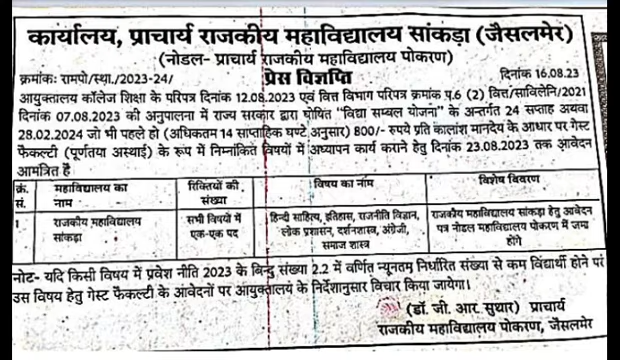 कार्यालय, प्राचार्य राजकीय महाविद्यालय सांकड़ा (जैसलमेर)
(नोडल- प्राचार्य राजकीय महाविद्यालय पोकरण)
क्रमांकः रामपो/स्था./2023-24/ प्रेस विज्ञप्ति दिनांक 16.08.23
आयुक्तालय कॉलेज शिक्षा के परिपत्र दिनांक 12.08.2023 एवं वित्त विभाग परिपत्र क्रमांक प.6 (2) वित्त/साविलेनि/2021
दिनांक 07.08.2023 की अनुपालना में राज्य सरकार द्वारा घोषित "विद्या सम्बल योजना" के अन्तर्गत 24 सप्ताह अथवा
28.02.2024 जो भी पहले हो (अधिकतम 14 साप्ताहिक घण्टे अनुसार) 800/- रुपये प्रति कालांश मानदेय के आधार पर गेस्ट
फैकल्टी (पूर्णतया अस्थाई) के रूप में निम्नांकित विषयों में अध्यापन कार्य कराने हेतु दिनांक 23.08.2023 तक आवेदन
आमत्रित है
क्रं. सं. महाविद्यालय का नाम रिक्तियों की संख्या विषय का नाम विशेष विवरण
1 राजकीय महाविद्यालय सांकड़ा सभी विषयों में एक-एक पद हिन्दी साहित्य, इतिहास, राजनीति विज्ञान, लोक प्रशासन, दर्शनशास्त्र, अंग्रेजी, समाज शास्त्र राजकीय महाविद्यालय सांकड़ा हेतु आवेदन पत्र नोडल महाविद्यालय पोकरण में जमा होंगे
नोट- यदि किसी विषय में प्रवेश नीति 2023 के बिन्दु संख्या 2.2 में वर्णित न्यूनतम निर्धारित संख्या से कम विद्यार्थी होने पर
उस विषय हेतु गेस्ट फैकल्टी के आवेदनों पर आयुक्तालय के निर्देशानुसार विचार किया जायेगा।
(डॉ. जी. आर. सुथार) प्राचार्य
राजकीय महाविद्यालय पोकरण, जैसलमेर